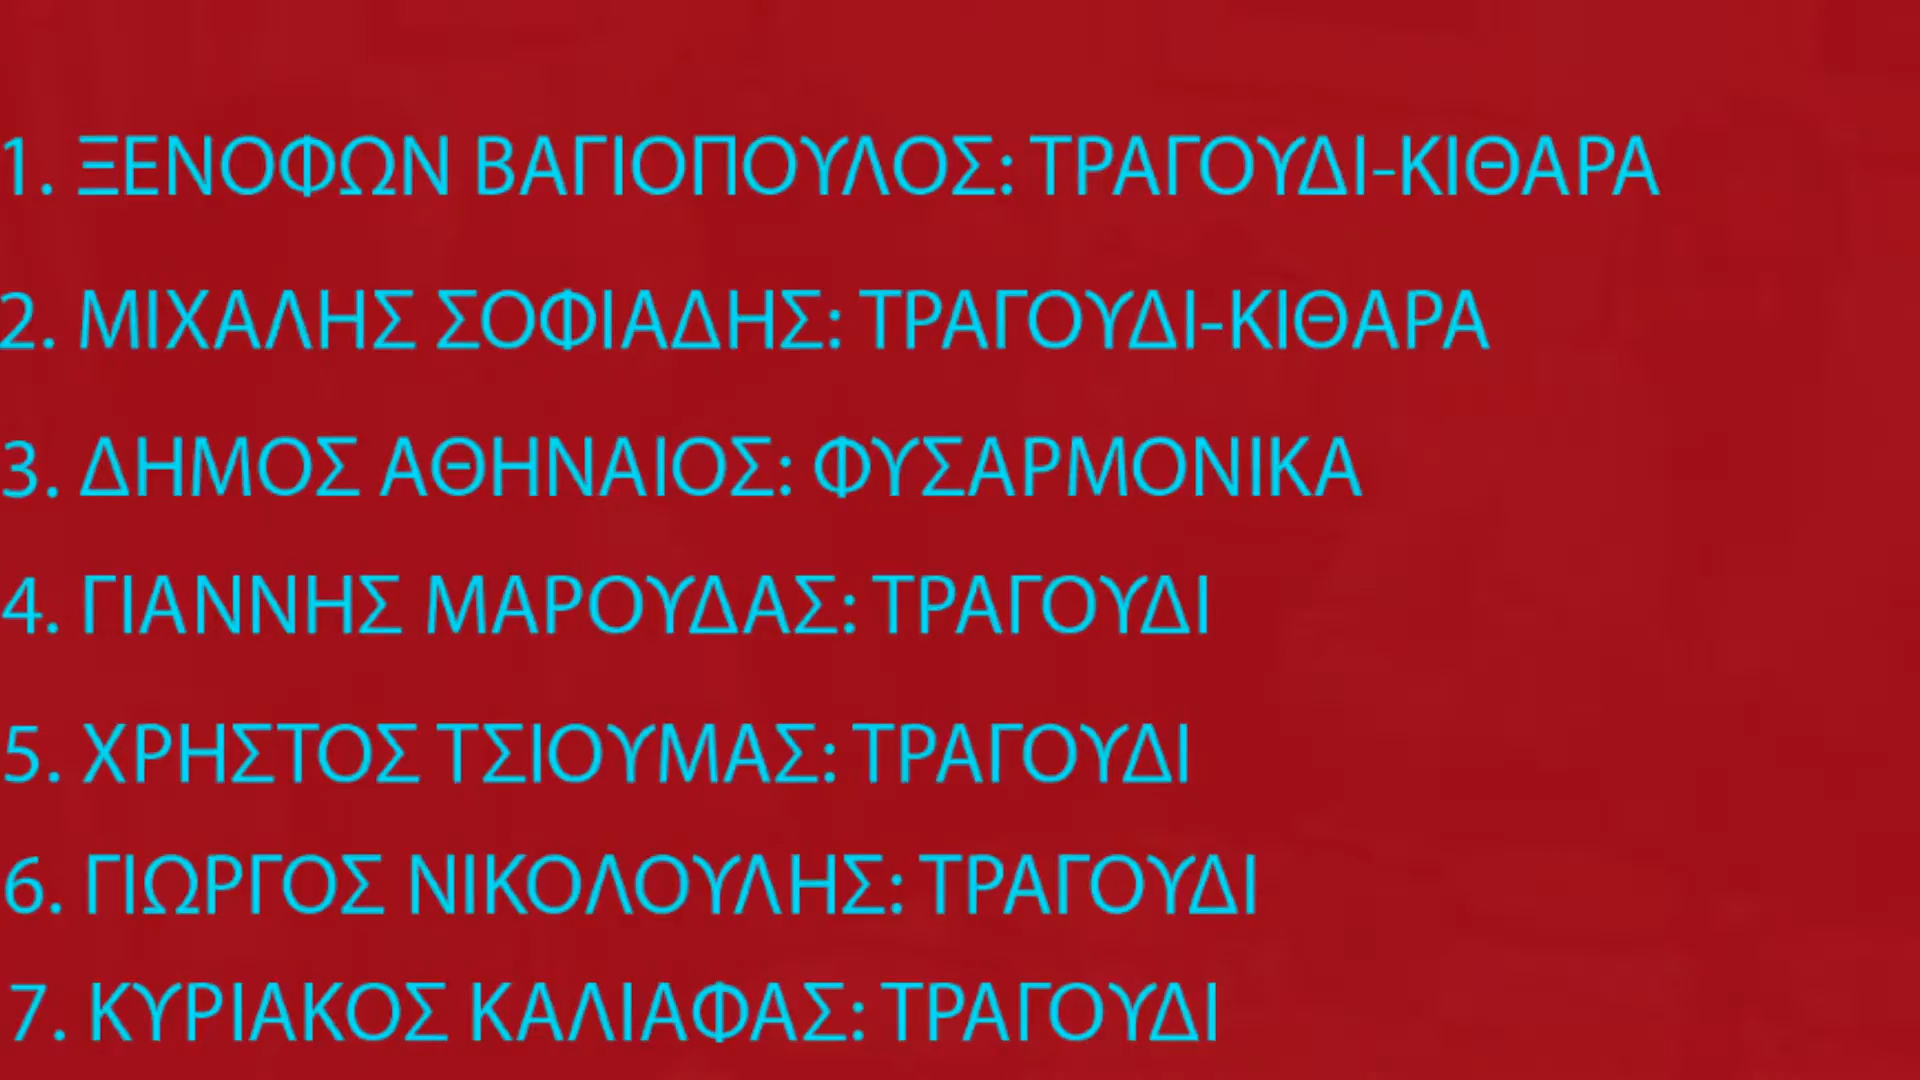 1. ΞΕΝΟΦΩΝ ΒΑΓΙΟΠΟΥΛΟΣ: ΤΡΑΓΟΥΔΙ-ΚΙΘΑΡΑ
2. ΜΙΧΑΛΗΣ ΣΟΦΙΑΔΗΣ: ΤΡΑΓΟΥΔΙ-ΚΙΘΑΡΑ
3. ΔΗΜΟΣ ΑΘΗΝΑΙΟΣ: ΦΥΣΑΡΜΟΝΙΚΑ
4. ΓΙΑΝΝΗΣ ΜΑΡΟΥΔΑΣ: ΤΡΑΓΟΥΔΙ
5. ΧΡΗΣΤΟΣ ΤΣΙΟΥΜΑΣ: ΤΡΑΓΟΥΔΙ
6. ΓΙΩΡΓΟΣ ΝΙΚΟΛΟΥΛΗΣ: ΤΡΑΓΟΥΔΙ
7. ΚΥΡΙΑΚΟΣ ΚΑΛΙΑΦΑΣ: ΤΡΑΓΟΥΔΙ